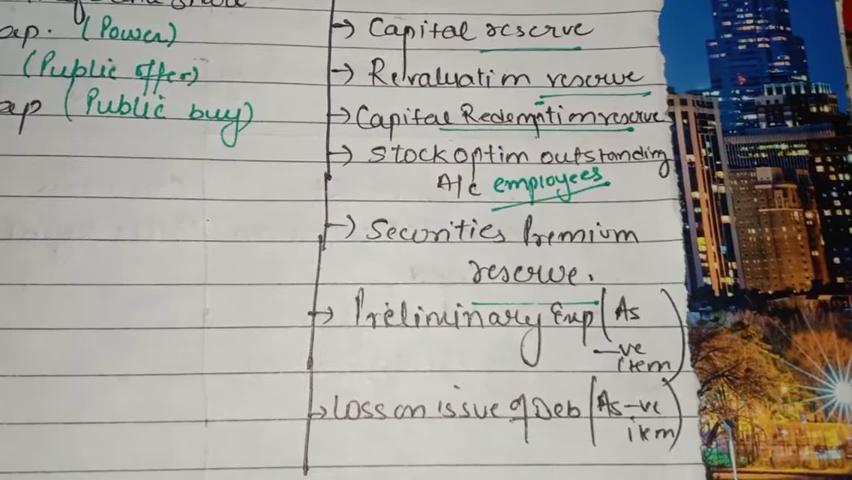 ap. (Power)
(Public offer)
ap (Public buy)
→ Capital reserve
→ Revaluation reserve
→ Capital Redemption reserve
→ Stock option outstanding
A/c employees
→ Securities Premium
reserve.
→ Preliminary Exp (As
-ve
item)
→ Loss on issue of Deb (As -ve
item)